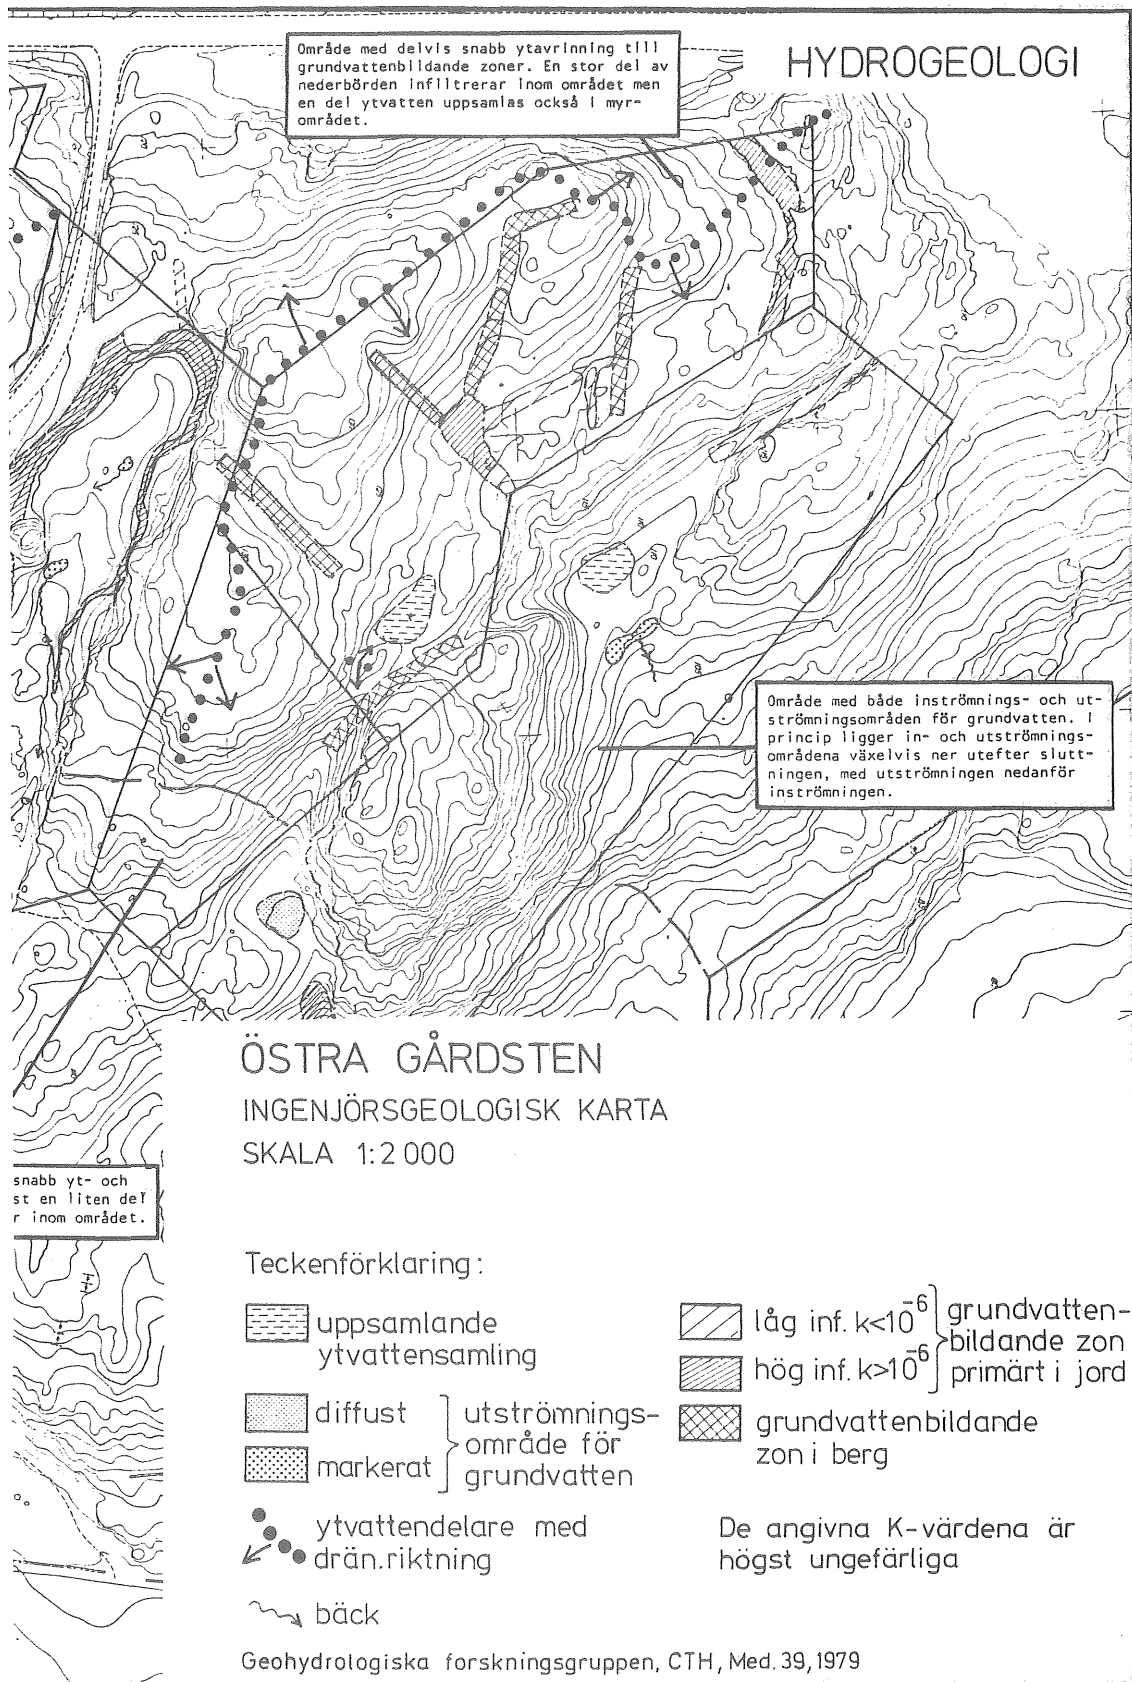 Område med delvis snabb ytavrinning till
grundvattenbildande zoner. En stor del av
nederbörden infiltrerar inom området men
en del ytvatten uppsamlas också i myr-
området.
HYDROGEOLOGI
Område med både inströmnings- och ut-
strömningsområden för grundvatten. I
princip ligger in- och utströmnings-
områdena växelvis ner utefter slutt-
ningen, med utströmningen nedanför
inströmningen.
ÖSTRA GÅRDSTEN
INGENJÖRSGEOLOGISK KARTA
SKALA 1:2 000
snabb yt- och
st en liten del
r inom området.
Teckenförklaring:
uppsamlande
ytvattensamling
diffust
markerat
utströmnings-
område för
grundvatten
ytvattendelare med
drän.riktning
bäck
låg inf. k<10⁻⁶
hög inf. k>10⁻⁶
grundvatten-
bildande zon
primärt i jord
grundvattenbildande
zon i berg
De angivna K-värdena är
högst ungefärliga
Geohydrologiska forskningsgruppen, CTH, Med. 39, 1979